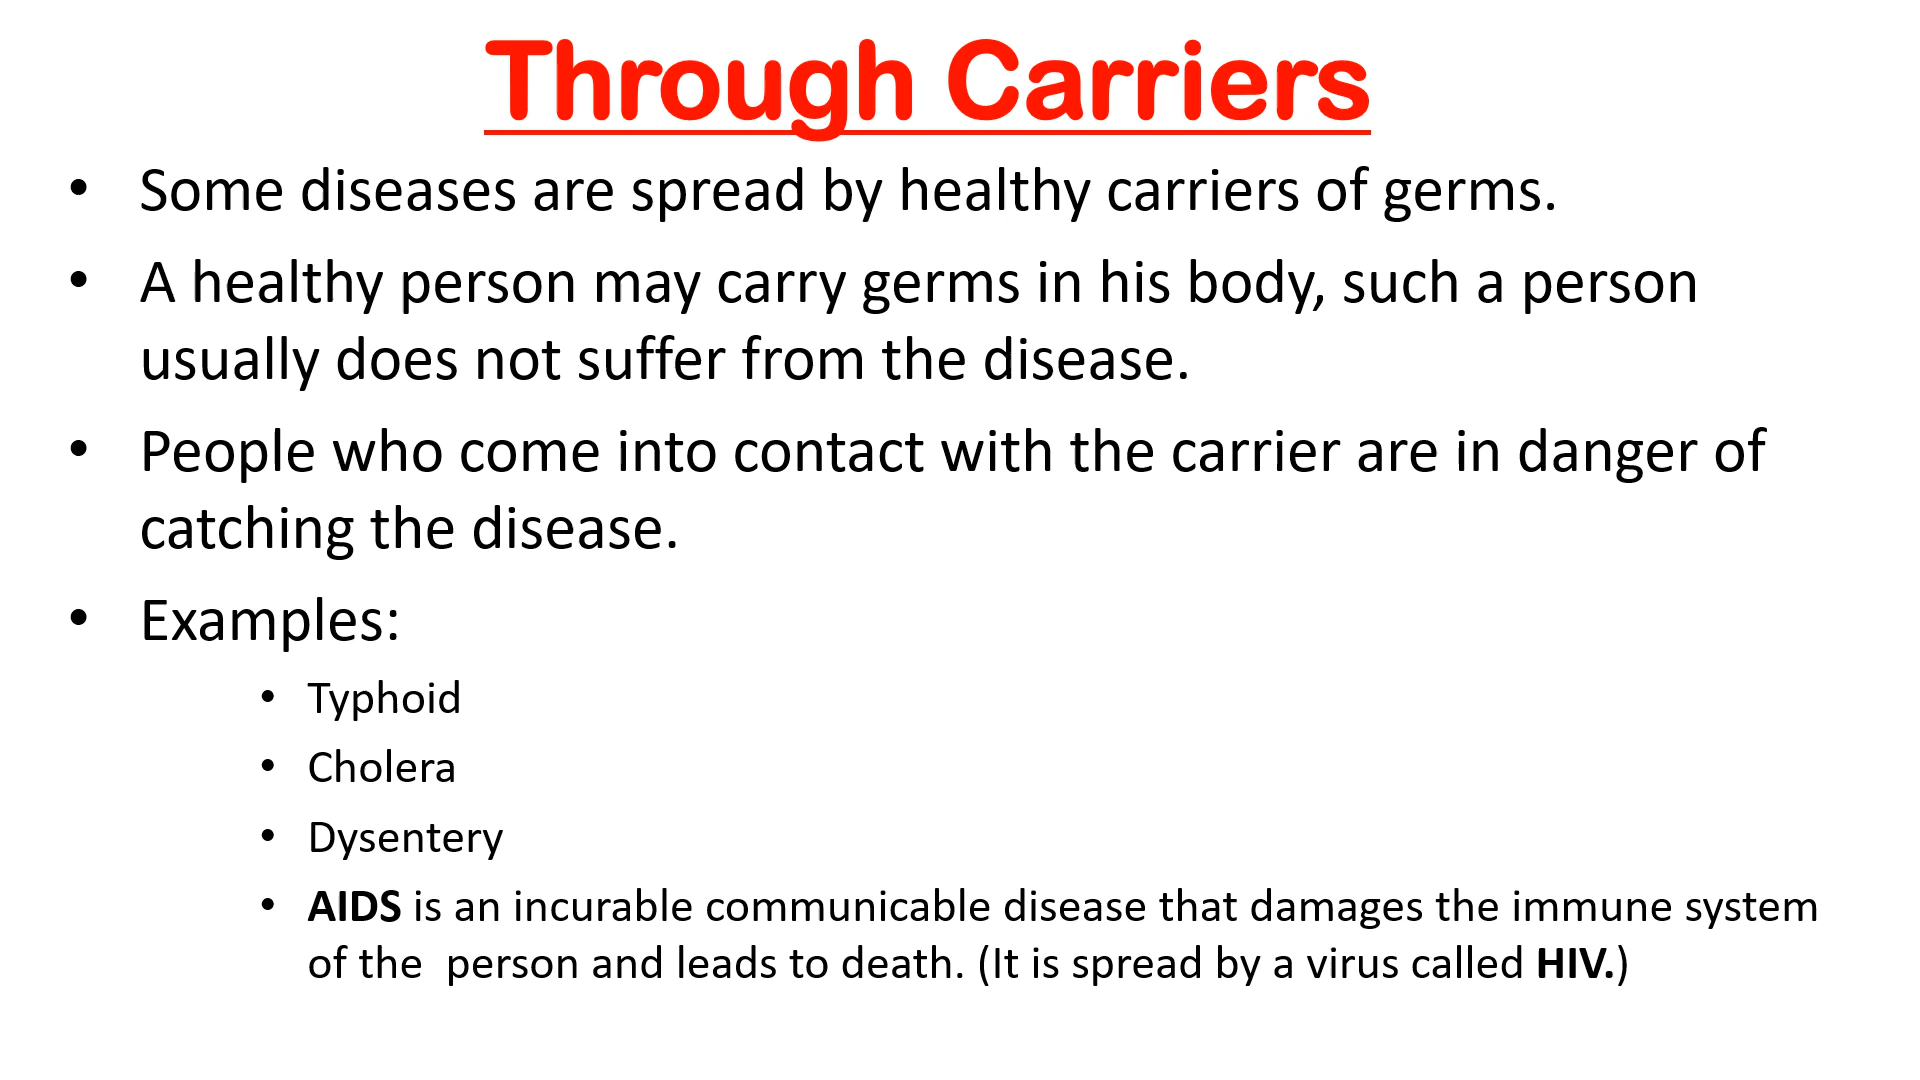 Through Carriers
• Some diseases are spread by healthy carriers of germs.
• A healthy person may carry germs in his body, such a person
usually does not suffer from the disease.
• People who come into contact with the carrier are in danger of
catching the disease.
• Examples:
• Typhoid
• Cholera
• Dysentery
• AIDS is an incurable communicable disease that damages the immune system
of the  person and leads to death. (It is spread by a virus called HIV.)